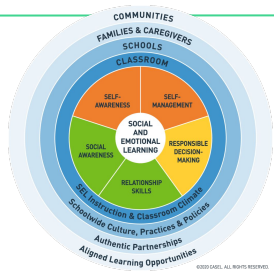 COMMUNITIES
FAMILIES & CAREGIVERS
SCHOOLS
CLASSROOM
SELF-
AWARENESS
SELF-
MANAGEMENT
SOCIAL
AND
EMOTIONAL
LEARNING
SOCIAL
AWARENESS
RESPONSIBLE
DECISION-
MAKING
RELATIONSHIP
SKILLS
SEL Instruction & Classroom Climate
Schoolwide Culture, Practices & Policies
Authentic Partnerships
Aligned Learning Opportunities
©2020 CASEL. ALL RIGHTS RESERVED.